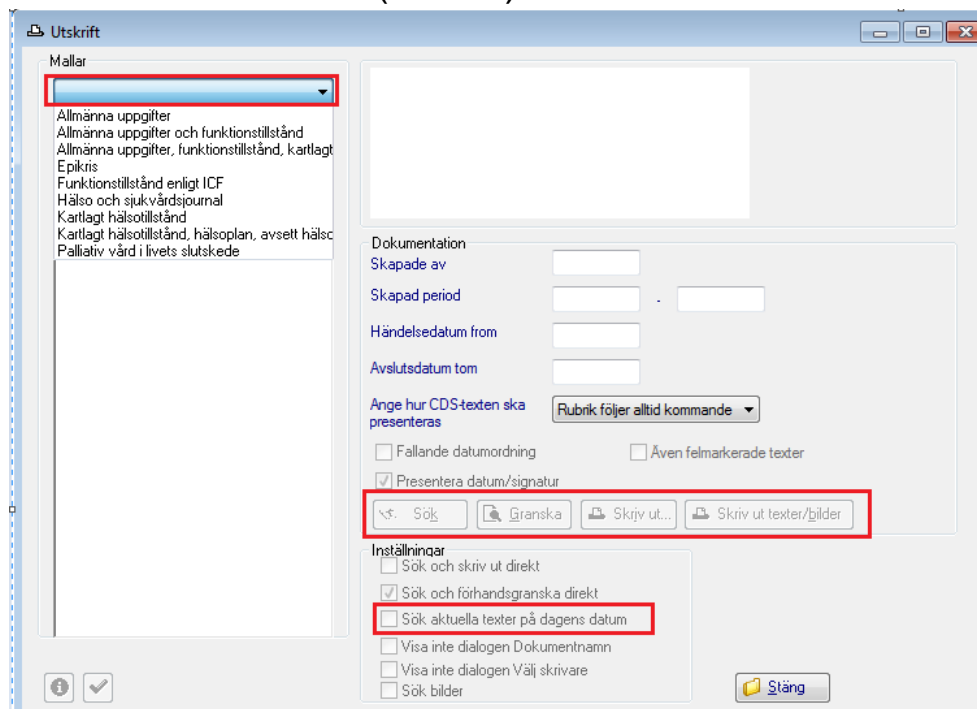 Utskrift
Mallar
Allmänna uppgifter
Allmänna uppgifter och funktionstillstånd
Allmänna uppgifter, funktionstillstånd, kartlagt
Epikris
Funktionstillstånd enligt ICF
Hälso och sjukvårdsjournal
Kartlagt hälsotillstånd
Kartlagt hälsotillstånd, hälsoplan, avsett hälso
Palliativ vård i livets slutskede
Dokumentation
Skapade av
Skapad period -
Händelsedatum from
Avslutsdatum tom
Ange hur CDS-texten ska
presenteras
Rubrik följer alltid kommande
Fallande datumordning Även felmarkerade texter
Presentera datum/signatur
Sök Granska Skriv ut... Skriv ut texter/bilder
Inställningar
Sök och skriv ut direkt
Sök och förhandsgranska direkt
Sök aktuella texter på dagens datum
Visa inte dialogen Dokumentnamn
Visa inte dialogen Välj skrivare
Sök bilder
Stäng